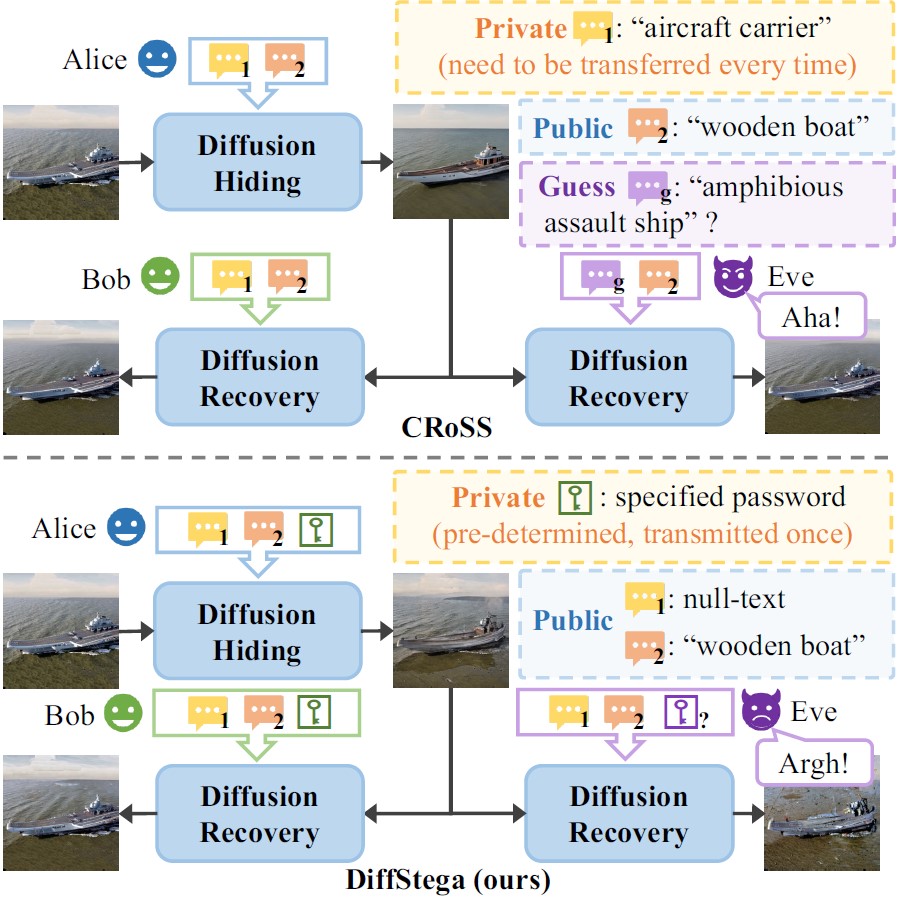 Alice
1
2
Private 1: “aircraft carrier”
(need to be transferred every time)
Diffusion
Hiding
Public 2: “wooden boat”
Guess g: “amphibious
assault ship” ?
Bob
1
2
g
2
Eve
Aha!
Diffusion
Recovery
Diffusion
Recovery
CRoSS
Private : specified password
(pre-determined, transmitted once)
Alice
1
2
Diffusion
Hiding
Public
1: null-text
2: “wooden boat”
Bob
1
2
1
2
?
Eve
Argh!
Diffusion
Recovery
Diffusion
Recovery
DiffStega (ours)